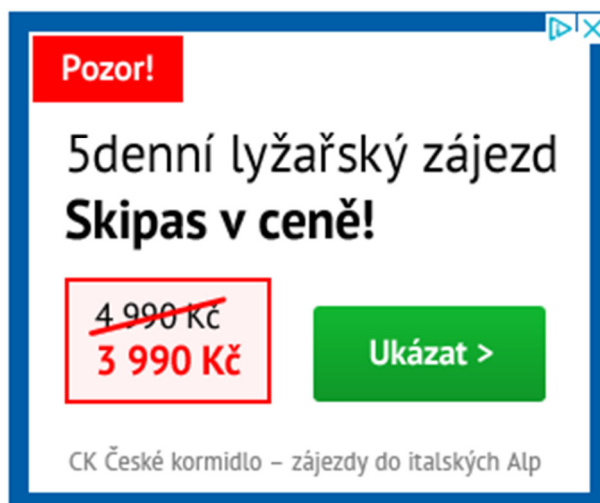 Pozor!
5denní lyžařský zájezd
Skipas v ceně!
4 990 Kč
3 990 Kč
Ukázat >
CK České kormidlo – zájezdy do italských Alp